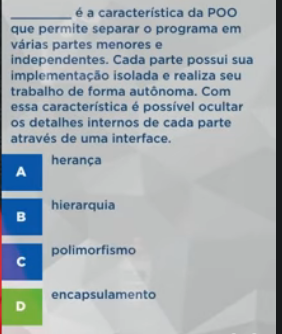 ________ é a característica da POO
que permite separar o programa em
várias partes menores e
independentes. Cada parte possui sua
implementação isolada e realiza seu
trabalho de forma autônoma. Com
essa característica é possível ocultar
os detalhes internos de cada parte
através de uma interface.
A herança
B hierarquia
C polimorfismo
D encapsulamento